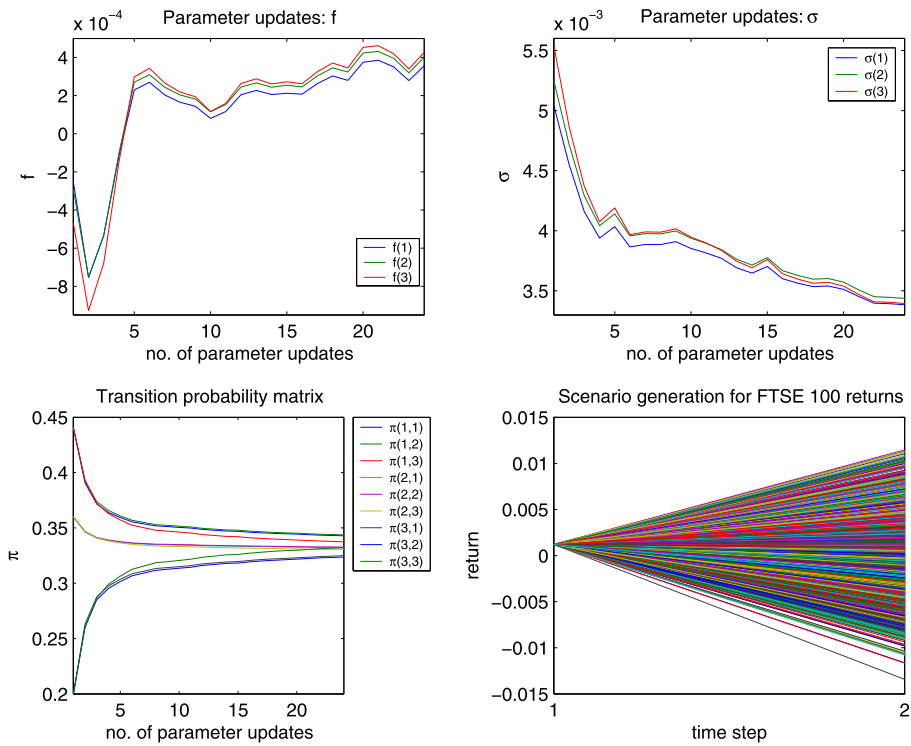 Parameter updates: f
x 10⁻⁴
4
2
0
−2
−4
−6
−8
f
f(1)
f(2)
f(3)
5
10
15
20
no. of parameter updates
Parameter updates: σ
x 10⁻³
5.5
5
4.5
4
3.5
σ
σ(1)
σ(2)
σ(3)
5
10
15
20
no. of parameter updates
Transition probability matrix
0.45
0.4
0.35
0.3
0.25
0.2
π
π(1,1)
π(1,2)
π(1,3)
π(2,1)
π(2,2)
π(2,3)
π(3,1)
π(3,2)
π(3,3)
5
10
15
20
no. of parameter updates
Scenario generation for FTSE 100 returns
0.015
0.01
0.005
0
−0.005
−0.01
−0.015
return
1
2
time step